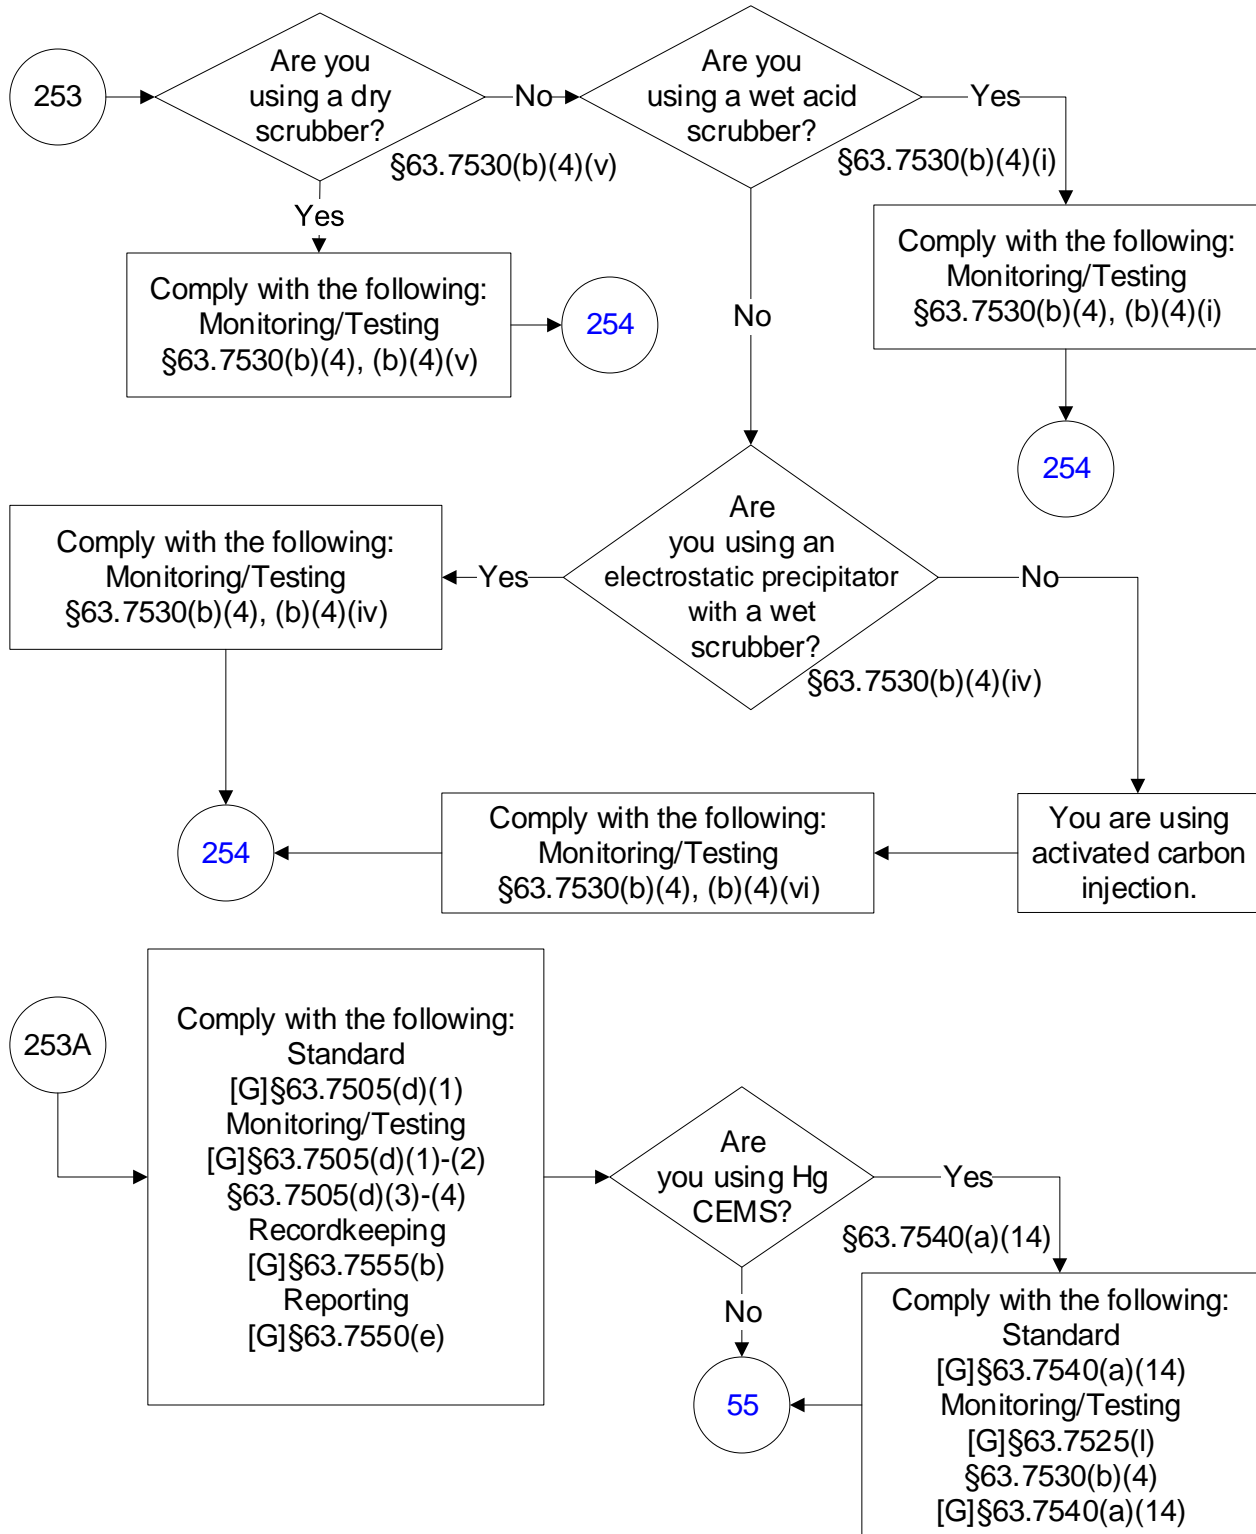 253
Are you
using a dry
scrubber?
No
Are you
using a wet acid
scrubber?
Yes
§63.7530(b)(4)(v)
§63.7530(b)(4)(i)
Yes
Comply with the following:
Monitoring/Testing
§63.7530(b)(4), (b)(4)(v)
254
No
Comply with the following:
Monitoring/Testing
§63.7530(b)(4), (b)(4)(i)
254
Are
you using an
electrostatic precipitator
with a wet
scrubber?
§63.7530(b)(4)(iv)
Yes
Comply with the following:
Monitoring/Testing
§63.7530(b)(4), (b)(4)(iv)
No
254
Comply with the following:
Monitoring/Testing
§63.7530(b)(4), (b)(4)(vi)
You are using
activated carbon
injection.
253A
Comply with the following:
Standard
[G]§63.7505(d)(1)
Monitoring/Testing
[G]§63.7505(d)(1)-(2)
§63.7505(d)(3)-(4)
Recordkeeping
[G]§63.7555(b)
Reporting
[G]§63.7550(e)
Are
you using Hg
CEMS?
Yes
§63.7540(a)(14)
No
55
Comply with the following:
Standard
[G]§63.7540(a)(14)
Monitoring/Testing
[G]§63.7525(l)
§63.7530(b)(4)
[G]§63.7540(a)(14)